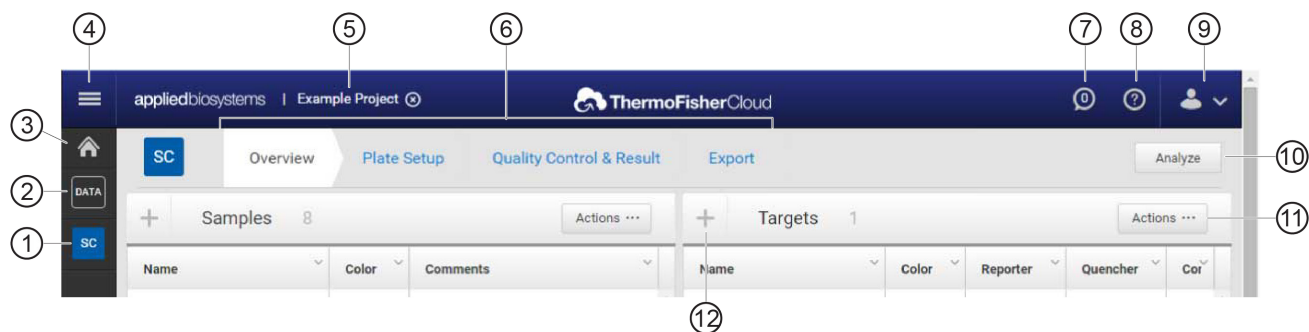 4 5 6 7 8 9
appliedbiosystems | Example Project ThermoFisherCloud 0 ?
3
SC Overview Plate Setup Quality Control & Result Export Analyze 10
2 DATA
+ Samples 8 Actions ··· + Targets 1 Actions ··· 11
1 SC
Name Color Comments Name Color Reporter Quencher Cor
12